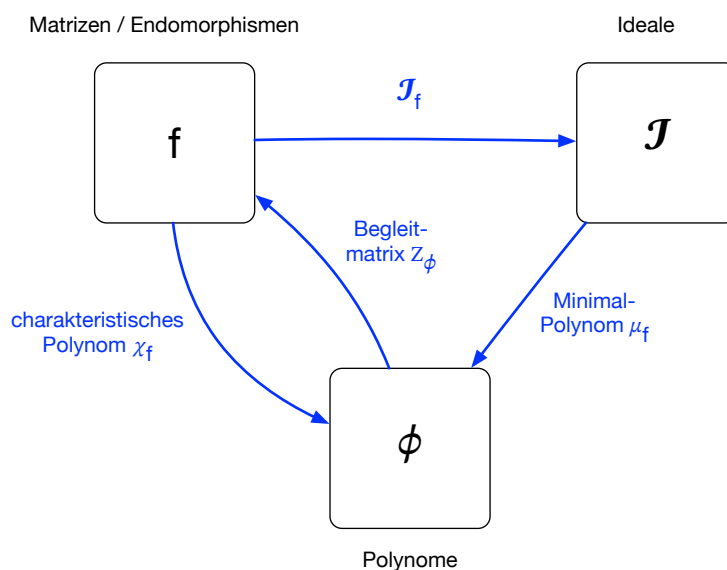 Matrizen / Endomorphismen
Ideale
f
𝓘f
𝓘
Begleit-
matrix Z𝜙
charakteristisches
Polynom χf
Minimal-
Polynom μf
𝜙
Polynome